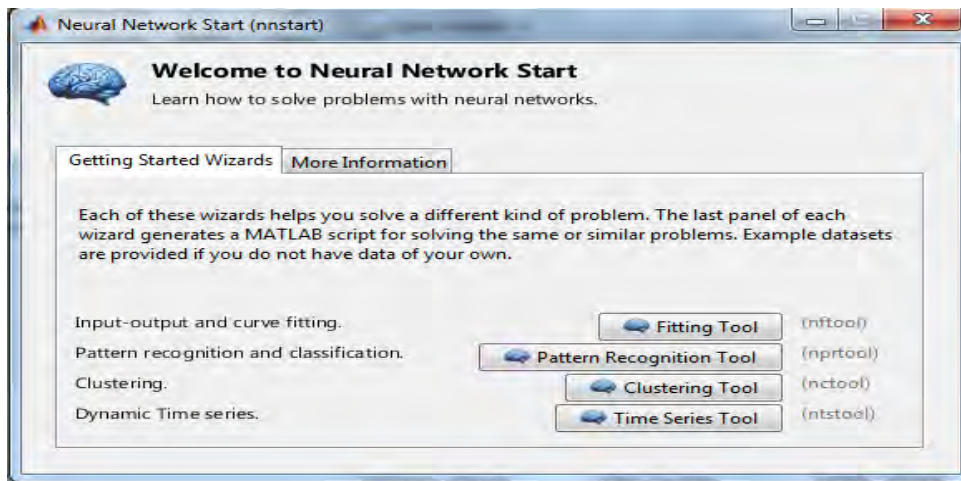 Neural Network Start (nnstart)
Welcome to Neural Network Start
Learn how to solve problems with neural networks.
Getting Started Wizards More Information
Each of these wizards helps you solve a different kind of problem. The last panel of each
wizard generates a MATLAB script for solving the same or similar problems. Example datasets
are provided if you do not have data of your own.
Input-output and curve fitting. Fitting Tool (nftool)
Pattern recognition and classification. Pattern Recognition Tool (nprtool)
Clustering. Clustering Tool (nctool)
Dynamic Time series. Time Series Tool (ntstool)